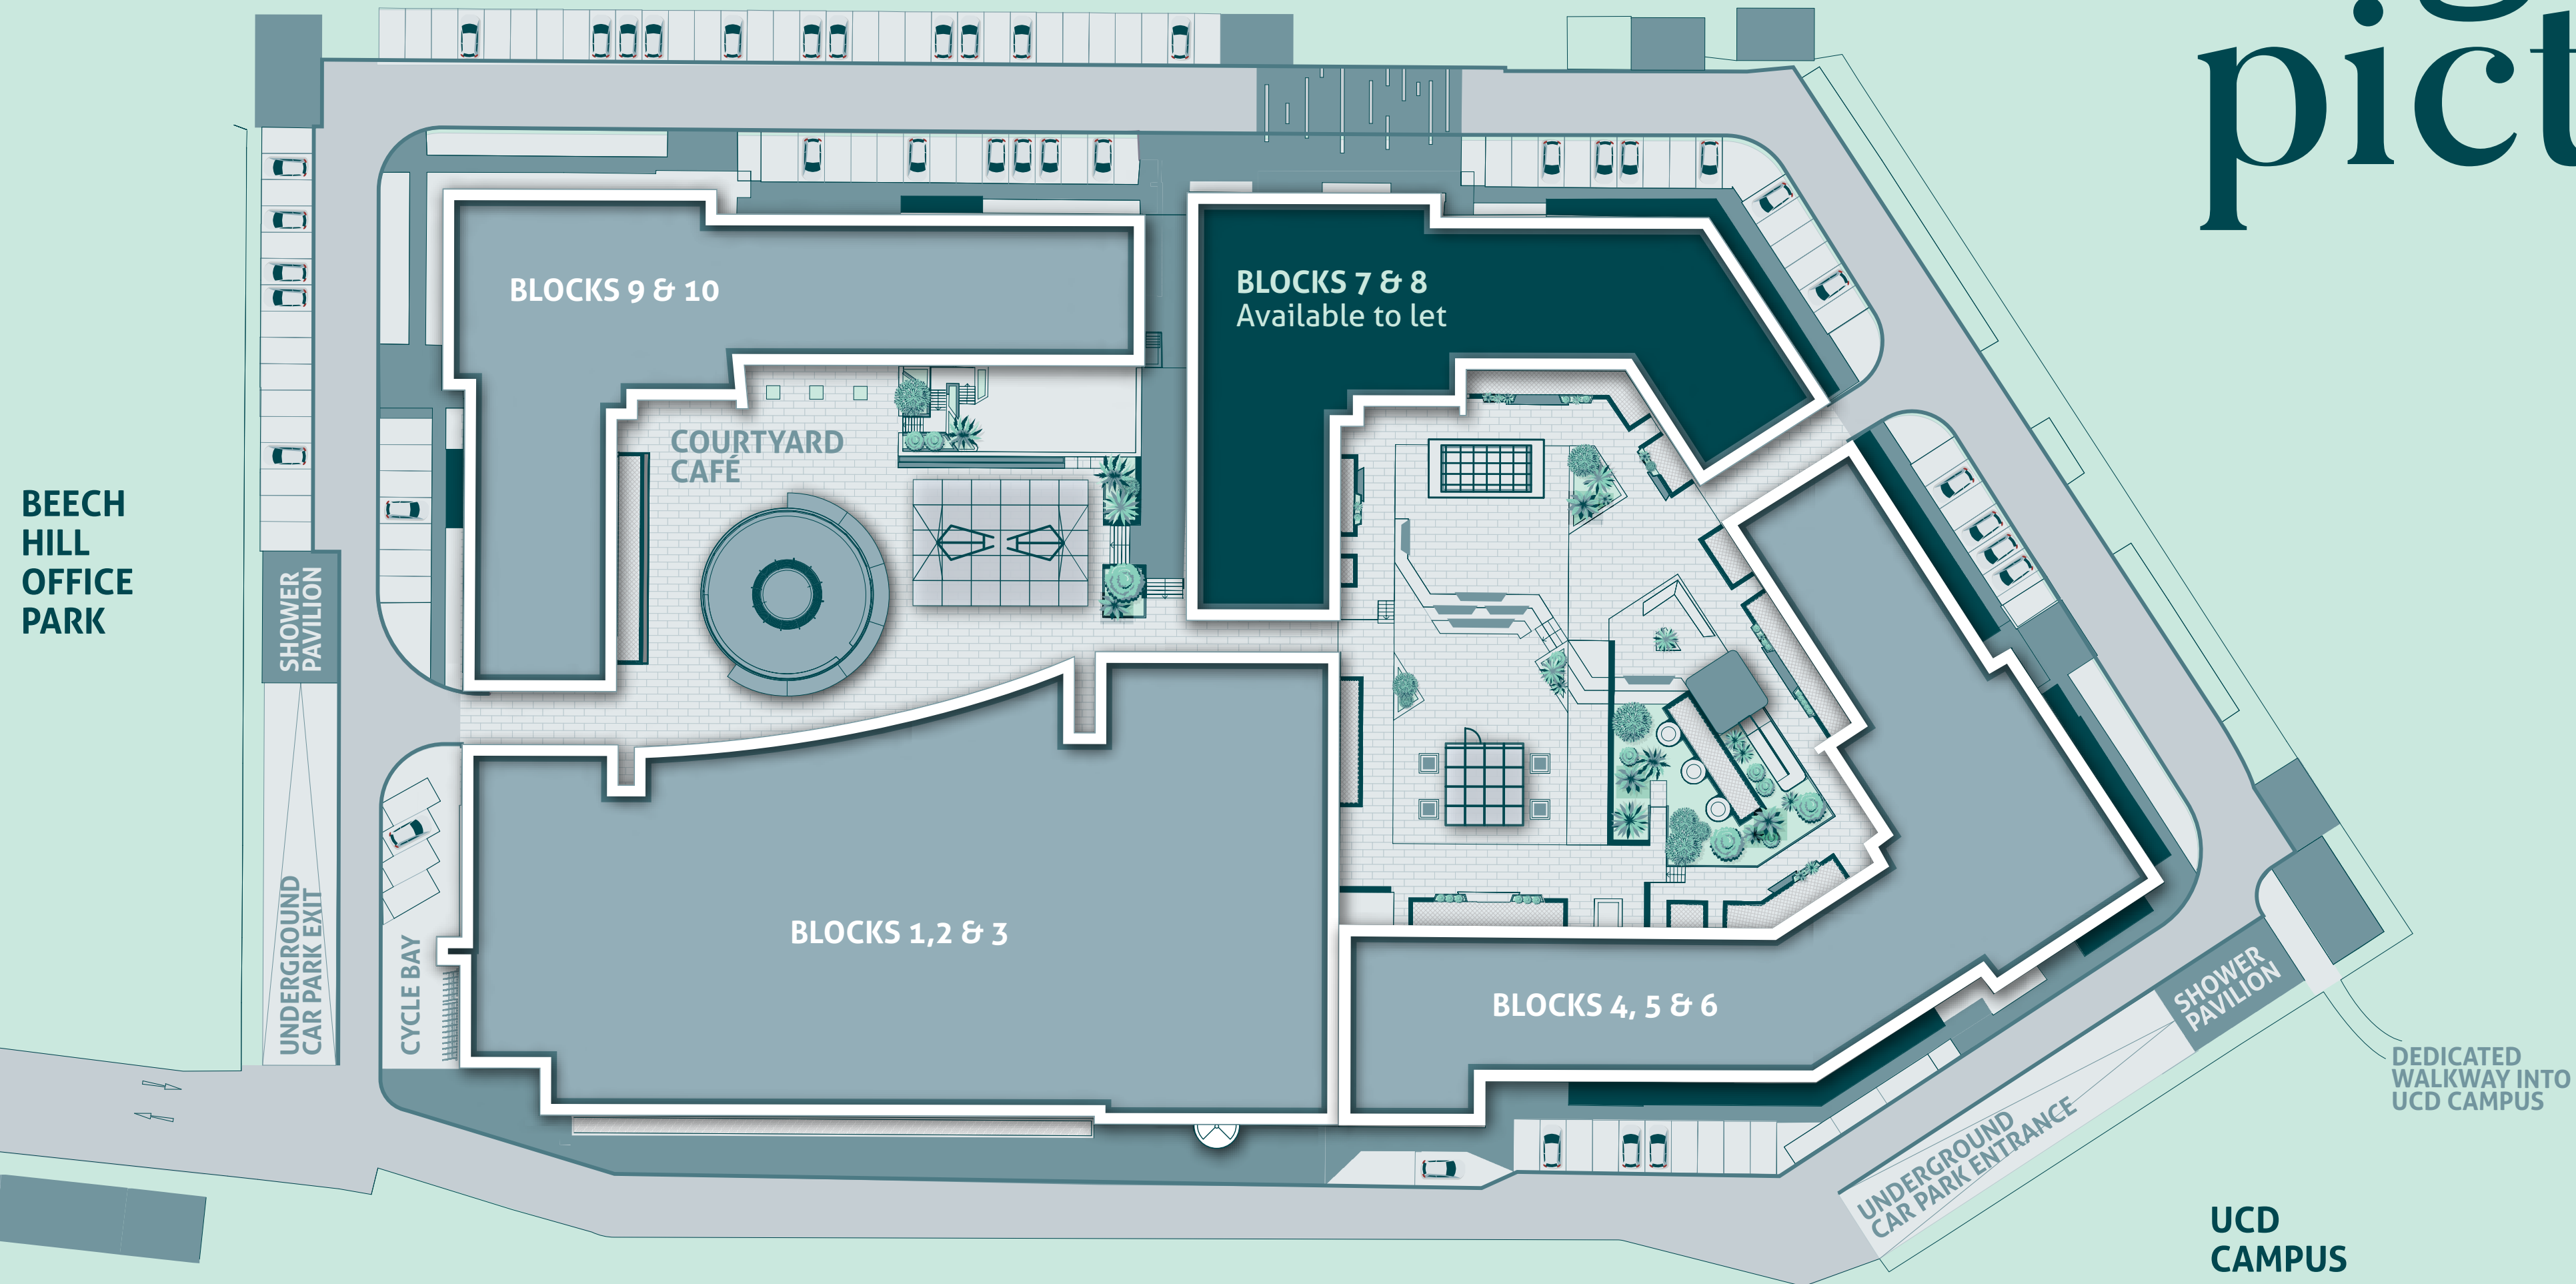 pict
BLOCKS 9 & 10
BLOCKS 7 & 8
Available to let
COURTYARD
CAFÉ
BEECH
HILL
OFFICE
PARK
SHOWER
PAVILION
UNDERGROUND
CAR PARK EXIT
CYCLE BAY
BLOCKS 1,2 & 3
BLOCKS 4, 5 & 6
SHOWER
PAVILION
DEDICATED
WALKWAY INTO
UCD CAMPUS
UNDERGROUND
CAR PARK ENTRANCE
UCD
CAMPUS